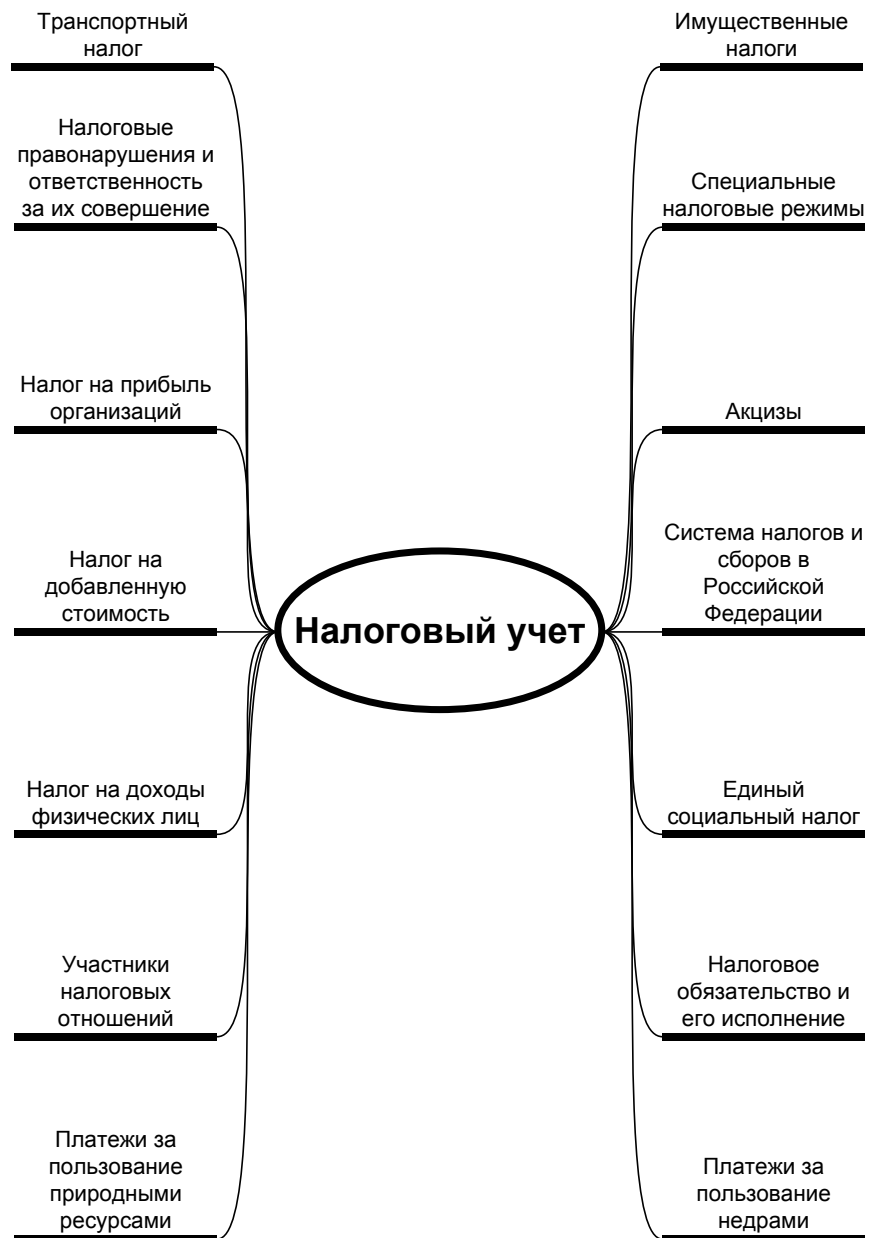 Транспортный
налог
Налоговые
правонарушения и
ответственность
за их совершение
Налог на прибыль
организаций
Налог на
добавленную
стоимость
Налог на доходы
физических лиц
Участники
налоговых
отношений
Платежи за
пользование
природными
ресурсами
Налоговый учет
Имущественные
налоги
Специальные
налоговые режимы
Акцизы
Система налогов и
сборов в
Российской
Федерации
Единый
социальный налог
Налоговое
обязательство и
его исполнение
Платежи за
пользование
недрами